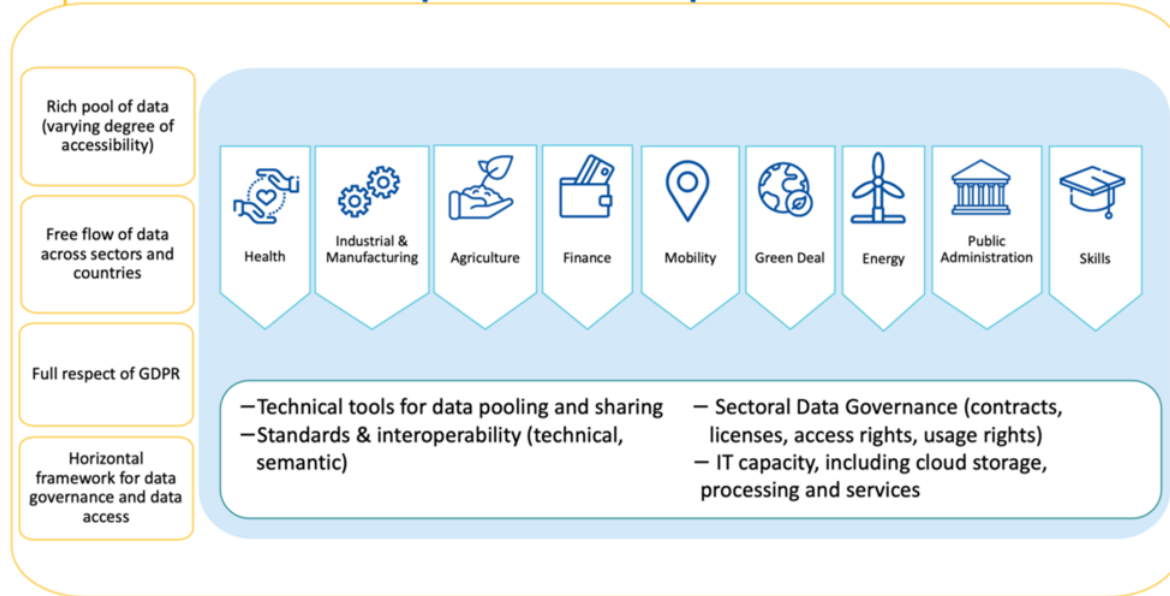 Rich pool of data
(varying degree of
accessibility)
Free flow of data
across sectors and
countries
Full respect of GDPR
Horizontal
framework for data
governance and data
access
Health
Industrial &
Manufacturing
Agriculture
Finance
Mobility
Green Deal
Energy
Public
Administration
Skills
—Technical tools for data pooling and sharing
—Standards & interoperability (technical,
semantic)
— Sectoral Data Governance (contracts,
licenses, access rights, usage rights)
— IT capacity, including cloud storage,
processing and services